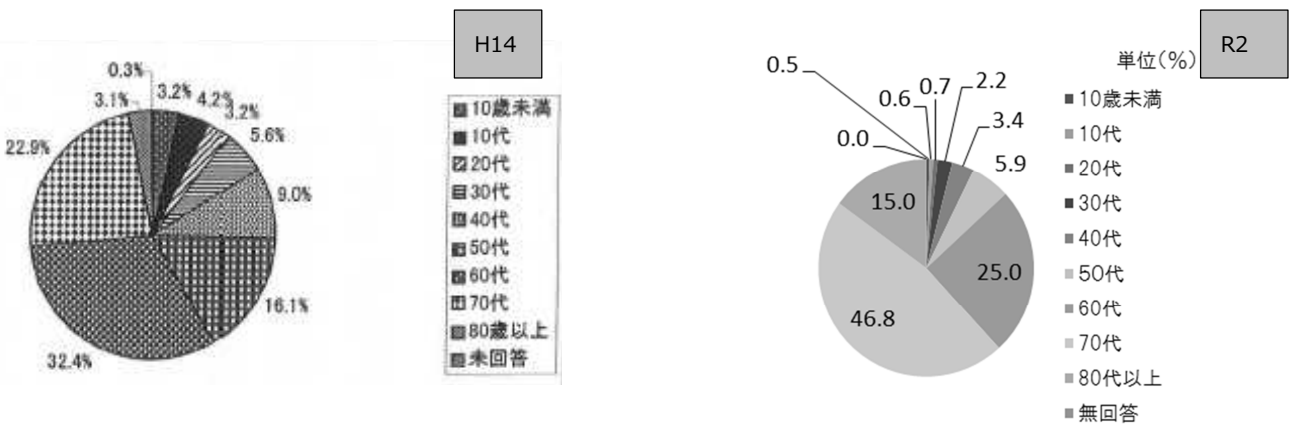 H14
0.3%
3.1%
3.2%
4.2%
3.2%
5.6%
9.0%
16.1%
32.4%
22.9%
10歳未満
10代
20代
30代
40代
50代
60代
70代
80歳以上
未回答
R2
単位(%)
0.5
0.6
0.7
2.2
3.4
0.0
5.9
15.0
25.0
46.8
10歳未満
10代
20代
30代
40代
50代
60代
70代
80代以上
無回答